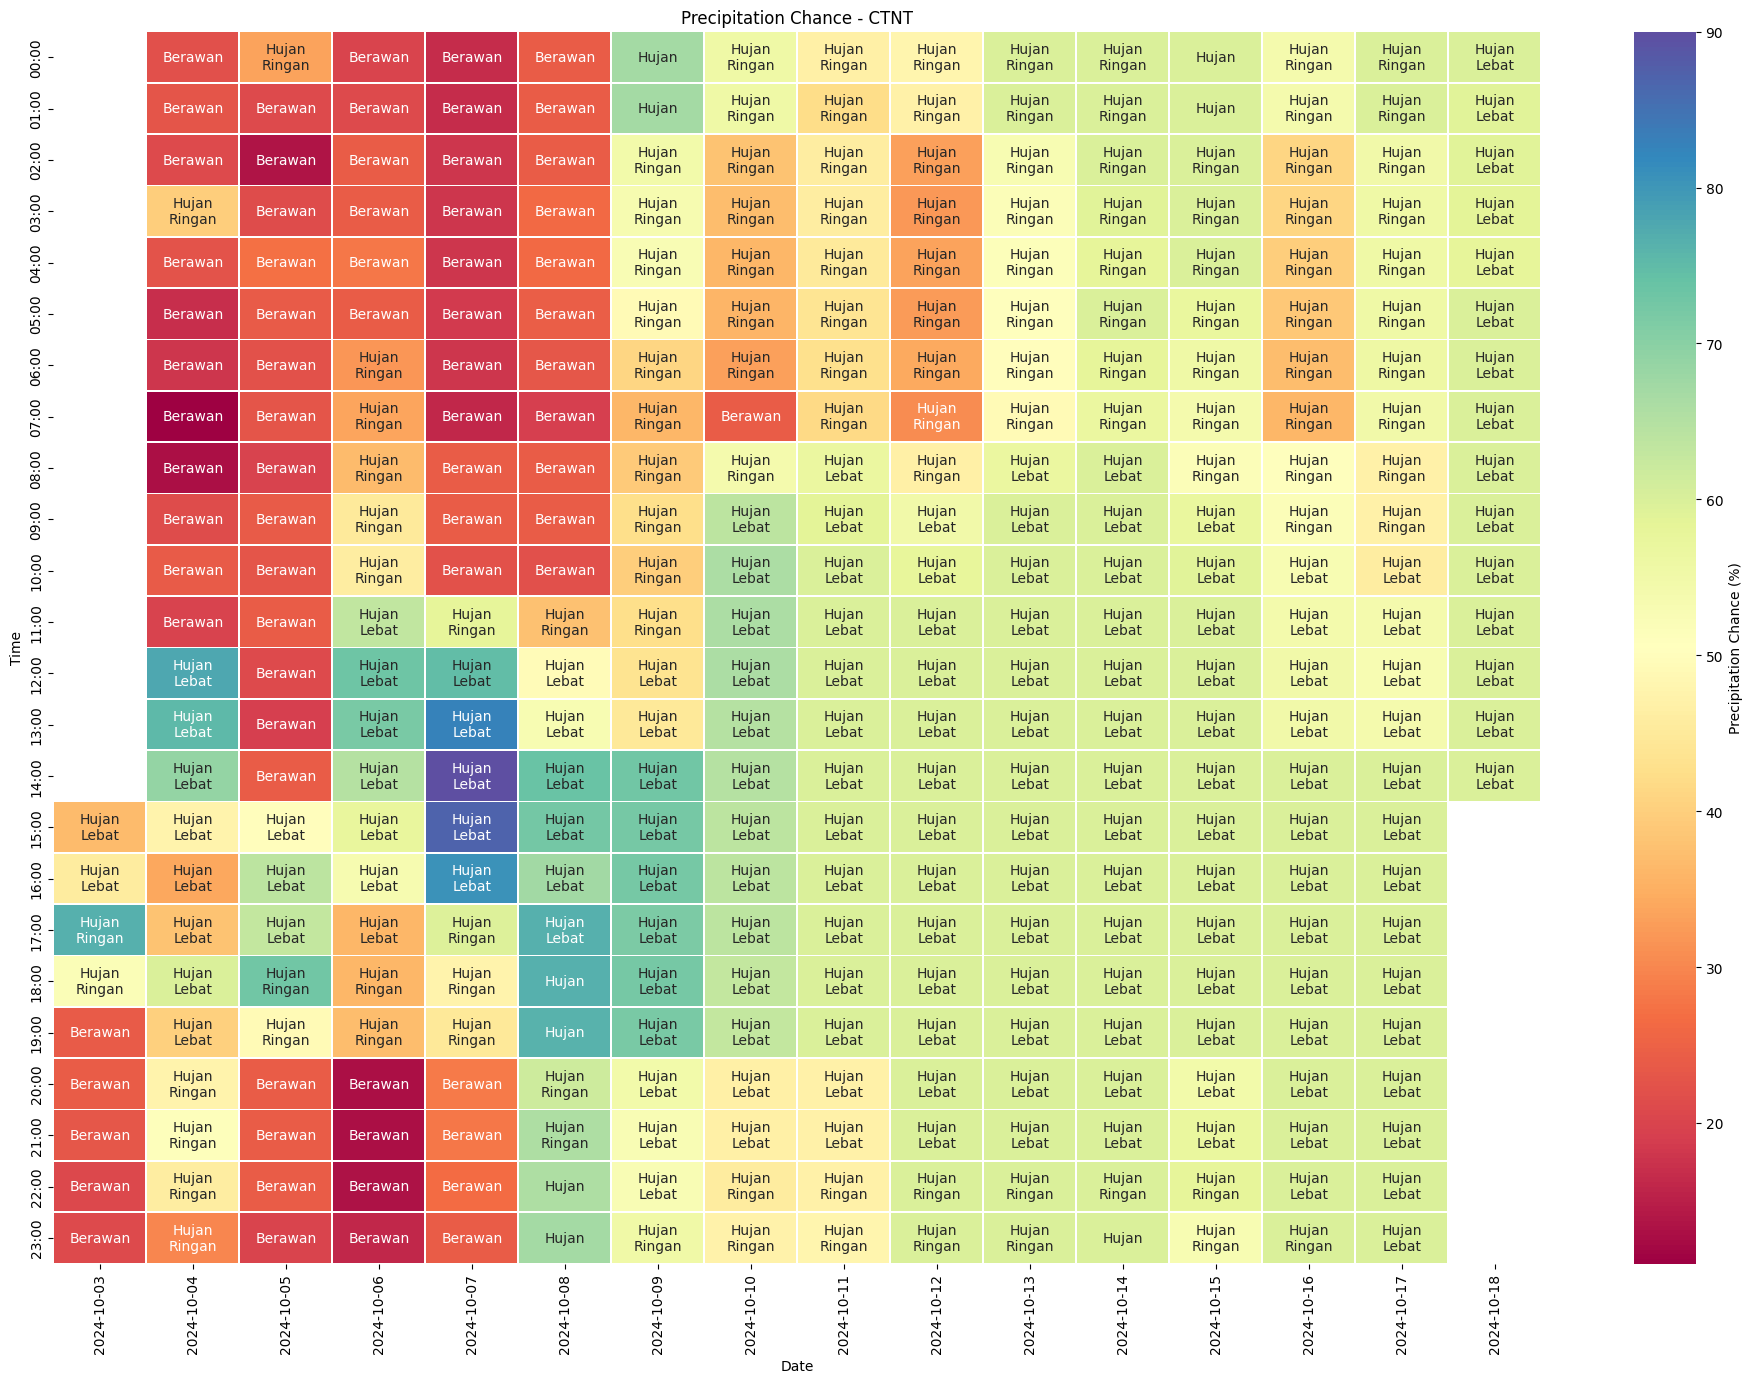 Precipitation Chance - CTNT
00:00 Berawan Hujan Ringan Berawan Berawan Berawan Hujan Hujan Ringan Hujan Ringan Hujan Ringan Hujan Ringan Hujan Ringan Hujan Hujan Ringan Hujan Ringan Hujan Lebat
01:00 Berawan Berawan Berawan Berawan Berawan Hujan Hujan Ringan Hujan Ringan Hujan Ringan Hujan Ringan Hujan Ringan Hujan Hujan Ringan Hujan Ringan Hujan Lebat
02:00 Berawan Berawan Berawan Berawan Berawan Hujan Ringan Hujan Ringan Hujan Ringan Hujan Ringan Hujan Ringan Hujan Ringan Hujan Ringan Hujan Ringan Hujan Ringan Hujan Lebat
03:00 Hujan Ringan Berawan Berawan Berawan Berawan Hujan Ringan Hujan Ringan Hujan Ringan Hujan Ringan Hujan Ringan Hujan Ringan Hujan Ringan Hujan Ringan Hujan Ringan Hujan Lebat
04:00 Berawan Berawan Berawan Berawan Berawan Hujan Ringan Hujan Ringan Hujan Ringan Hujan Ringan Hujan Ringan Hujan Ringan Hujan Ringan Hujan Ringan Hujan Ringan Hujan Lebat
05:00 Berawan Berawan Berawan Berawan Berawan Hujan Ringan Hujan Ringan Hujan Ringan Hujan Ringan Hujan Ringan Hujan Ringan Hujan Ringan Hujan Ringan Hujan Ringan Hujan Lebat
06:00 Berawan Berawan Hujan Ringan Berawan Berawan Hujan Ringan Hujan Ringan Hujan Ringan Hujan Ringan Hujan Ringan Hujan Ringan Hujan Ringan Hujan Ringan Hujan Ringan Hujan Lebat
07:00 Berawan Berawan Hujan Ringan Berawan Berawan Hujan Ringan Berawan Hujan Ringan Hujan Ringan Hujan Ringan Hujan Ringan Hujan Ringan Hujan Ringan Hujan Ringan Hujan Lebat
08:00 Berawan Berawan Hujan Ringan Berawan Berawan Hujan Ringan Hujan Ringan Hujan Lebat Hujan Ringan Hujan Lebat Hujan Lebat Hujan Ringan Hujan Ringan Hujan Ringan Hujan Lebat
09:00 Berawan Berawan Hujan Ringan Berawan Berawan Hujan Ringan Hujan Lebat Hujan Lebat Hujan Lebat Hujan Lebat Hujan Lebat Hujan Lebat Hujan Ringan Hujan Ringan Hujan Lebat
10:00 Berawan Berawan Hujan Ringan Berawan Berawan Hujan Ringan Hujan Lebat Hujan Lebat Hujan Lebat Hujan Lebat Hujan Lebat Hujan Lebat Hujan Lebat Hujan Lebat Hujan Lebat
11:00 Berawan Berawan Hujan Lebat Hujan Ringan Hujan Ringan Hujan Ringan Hujan Lebat Hujan Lebat Hujan Lebat Hujan Lebat Hujan Lebat Hujan Lebat Hujan Lebat Hujan Lebat Hujan Lebat
12:00 Hujan Lebat Berawan Hujan Lebat Hujan Lebat Hujan Lebat Hujan Lebat Hujan Lebat Hujan Lebat Hujan Lebat Hujan Lebat Hujan Lebat Hujan Lebat Hujan Lebat Hujan Lebat Hujan Lebat
13:00 Hujan Lebat Berawan Hujan Lebat Hujan Lebat Hujan Lebat Hujan Lebat Hujan Lebat Hujan Lebat Hujan Lebat Hujan Lebat Hujan Lebat Hujan Lebat Hujan Lebat Hujan Lebat Hujan Lebat
14:00 Hujan Lebat Berawan Hujan Lebat Hujan Lebat Hujan Lebat Hujan Lebat Hujan Lebat Hujan Lebat Hujan Lebat Hujan Lebat Hujan Lebat Hujan Lebat Hujan Lebat Hujan Lebat Hujan Lebat
15:00 Hujan Lebat Hujan Lebat Hujan Lebat Hujan Lebat Hujan Lebat Hujan Lebat Hujan Lebat Hujan Lebat Hujan Lebat Hujan Lebat Hujan Lebat Hujan Lebat Hujan Lebat Hujan Lebat Hujan Lebat
16:00 Hujan Lebat Hujan Lebat Hujan Lebat Hujan Lebat Hujan Lebat Hujan Lebat Hujan Lebat Hujan Lebat Hujan Lebat Hujan Lebat Hujan Lebat Hujan Lebat Hujan Lebat Hujan Lebat Hujan Lebat
17:00 Hujan Ringan Hujan Lebat Hujan Lebat Hujan Lebat Hujan Ringan Hujan Lebat Hujan Lebat Hujan Lebat Hujan Lebat Hujan Lebat Hujan Lebat Hujan Lebat Hujan Lebat Hujan Lebat Hujan Lebat
18:00 Hujan Ringan Hujan Lebat Hujan Ringan Hujan Ringan Hujan Ringan Hujan Hujan Lebat Hujan Lebat Hujan Lebat Hujan Lebat Hujan Lebat Hujan Lebat Hujan Lebat Hujan Lebat Hujan Lebat
19:00 Berawan Hujan Lebat Hujan Ringan Hujan Ringan Hujan Ringan Hujan Hujan Lebat Hujan Lebat Hujan Lebat Hujan Lebat Hujan Lebat Hujan Lebat Hujan Lebat Hujan Lebat Hujan Lebat
20:00 Berawan Hujan Ringan Berawan Berawan Berawan Hujan Ringan Hujan Lebat Hujan Lebat Hujan Lebat Hujan Lebat Hujan Lebat Hujan Lebat Hujan Lebat Hujan Lebat Hujan Lebat
21:00 Berawan Hujan Ringan Berawan Berawan Berawan Hujan Ringan Hujan Lebat Hujan Lebat Hujan Lebat Hujan Lebat Hujan Lebat Hujan Lebat Hujan Lebat Hujan Lebat Hujan Lebat
22:00 Berawan Hujan Ringan Berawan Berawan Berawan Hujan Hujan Lebat Hujan Ringan Hujan Ringan Hujan Ringan Hujan Ringan Hujan Ringan Hujan Ringan Hujan Lebat Hujan Lebat
23:00 Berawan Hujan Ringan Berawan Berawan Berawan Hujan Hujan Ringan Hujan Ringan Hujan Ringan Hujan Ringan Hujan Ringan Hujan Hujan Ringan Hujan Ringan Hujan Lebat
Time
2024-10-03 2024-10-04 2024-10-05 2024-10-06 2024-10-07 2024-10-08 2024-10-09 2024-10-10 2024-10-11 2024-10-12 2024-10-13 2024-10-14 2024-10-15 2024-10-16 2024-10-17 2024-10-18
Date
90
80
70
60
50
40
30
20
Precipitation Chance (%)